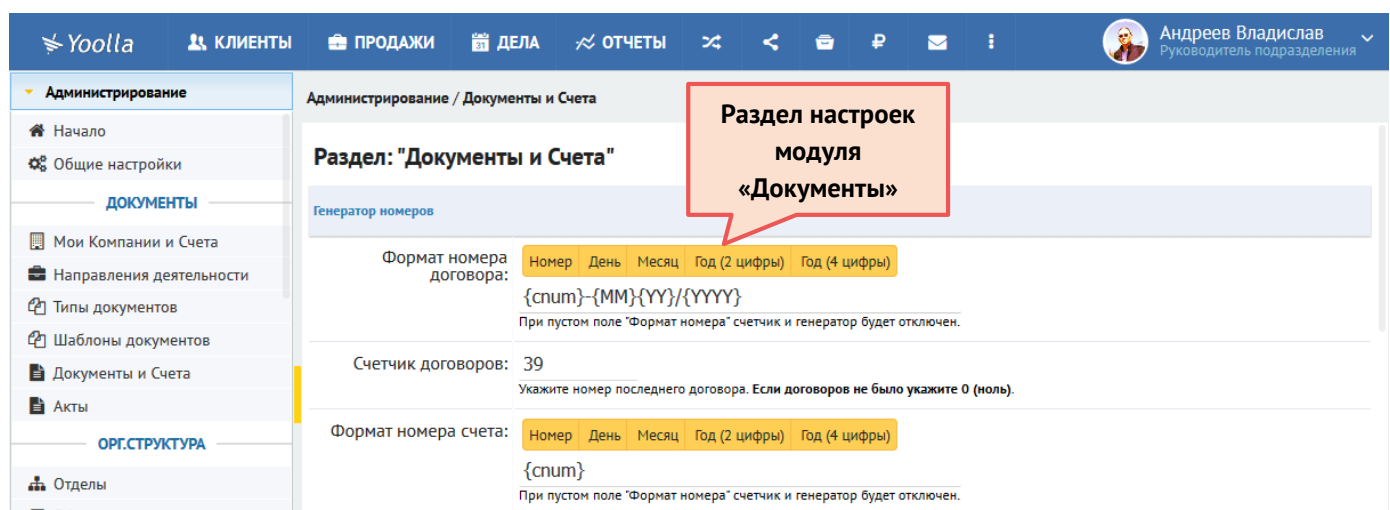 Yoolla КЛИЕНТЫ ПРОДАЖИ 31 ДЕЛА ОТЧЕТЫ Андреев Владислав
Руководитель подразделения
Администрирование
Начало
Общие настройки
ДОКУМЕНТЫ
Мои Компании и Счета
Направления деятельности
Типы документов
Шаблоны документов
Документы и Счета
Акты
ОРГ.СТРУКТУРА
Отделы
Администрирование / Документы и Счета
Раздел: "Документы и Счета"
Раздел настроек
модуля
«Документы»
Генератор номеров
Формат номера
договора:
Номер День Месяц Год (2 цифры) Год (4 цифры)
{cnum}-{MM}{YY}/{YYYY}
При пустом поле "Формат номера" счетчик и генератор будет отключен.
Счетчик договоров: 39
Укажите номер последнего договора. Если договоров не было укажите 0 (ноль).
Формат номера счета: Номер День Месяц Год (2 цифры) Год (4 цифры)
{cnum}
При пустом поле "Формат номера" счетчик и генератор будет отключен.